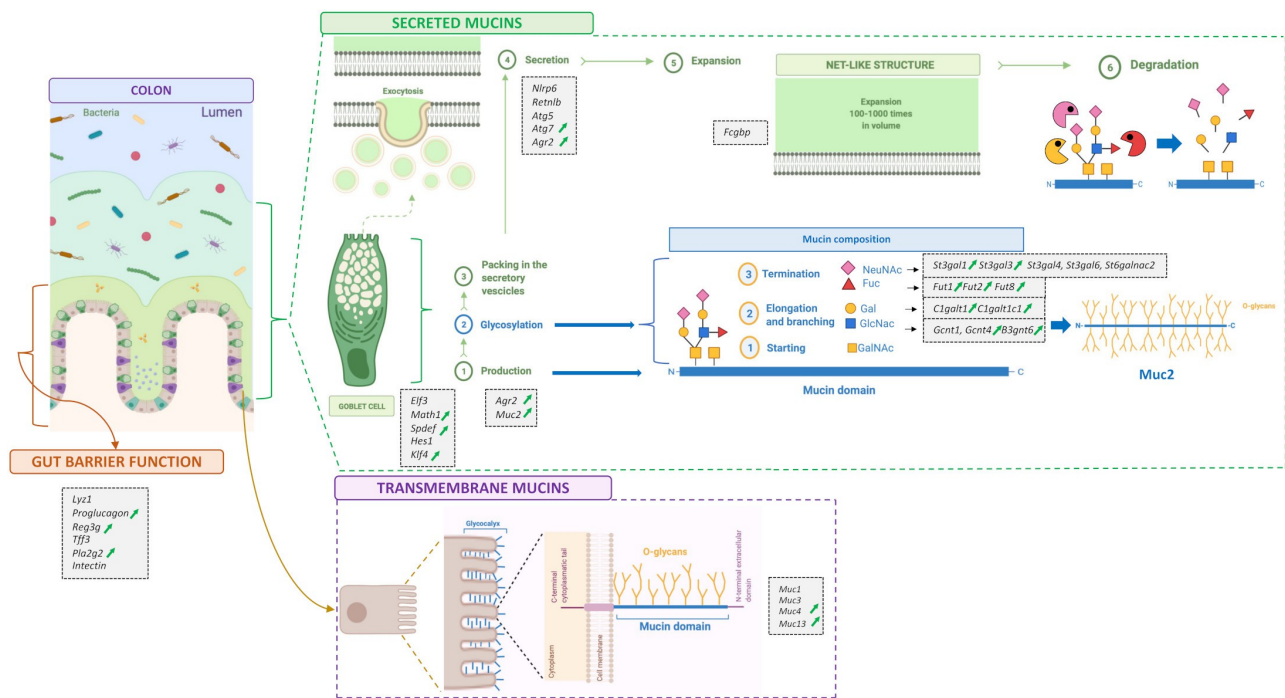 SECRETED MUCINS
COLON
Bacteria
Lumen
Exocytosis
4 Secretion
Nlrp6
Retnlb
Atg5
Atg7
Agr2
5 Expansion
Fcgbp
NET-LIKE STRUCTURE
Expansion
100-1000 times
in volume
6 Degradation
N
C
N
C
GOBLET CELL
3 Packing in the
secretory
vesicles
2 Glycosylation
1 Production
Elf3
Math1
Spdef
Hes1
Klf4
Agr2
Muc2
Mucin composition
3 Termination
NeuNAc
Fuc
2 Elongation
and branching
Gal
GlcNac
1 Starting
GalNAc
N
C
Mucin domain
St3gal1 St3gal3 St3gal4, St3gal6, St6galnac2
Fut1 Fut2 Fut8
C1galt1 C1galt1c1
Gcnt1, Gcnt4 B3gnt6
O-glycans
N
C
Muc2
GUT BARRIER FUNCTION
Lyz1
Proglucagon
Reg3g
Tff3
Pla2g2
Intectin
TRANSMEMBRANE MUCINS
Glycocalyx
C-terminal
cytoplasmatic tail
O-glycans
N-terminal extracellular
domain
Mucin domain
Cytoplasm
Cell membrane
Muc1
Muc3
Muc4
Muc13